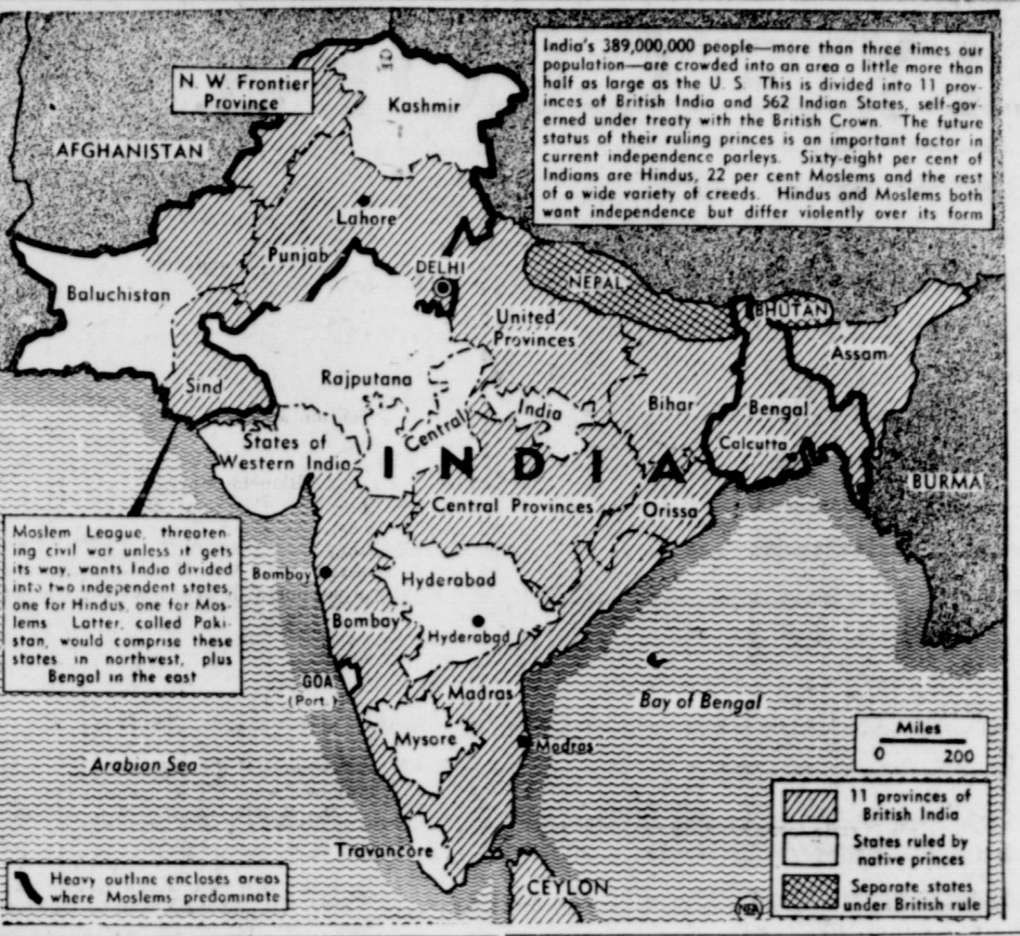 India's 389,000,000 people—more than three times our
population—are crowded into an area a little more than
half as large as the U. S. This is divided into 11 prov-
inces of British India and 562 Indian States, self-gov-
erned under treaty with the British Crown. The future
status of their ruling princes is an important factor in
current independence parleys. Sixty-eight per cent of
Indians are Hindus, 22 per cent Moslems and the rest
of a wide variety of creeds. Hindus and Moslems both
want independence but differ violently over its form
N. W. Frontier
Province
Kashmir
AFGHANISTAN
Lahore
Punjab
DELHI
NEPAL
BHUTAN
Baluchistan
United
Provinces
Assam
Sind
Rajputana
Central
India
Bihar
Bengal
Calcutta
States of
Western India
INDIA
BURMA
Central Provinces
Orissa
Moslem League, threaten-
ing civil war unless it gets
its way, wants India divided
into two independent states,
one for Hindus, one for Mos-
lems Latter, called Paki-
stan, would comprise these
states in northwest, plus
Bengal in the east
Bombay
Hyderabad
Bombay
Hyderabad
GOA
(Port.)
Madras
Bay of Bengal
Mysore
Madras
Arabian Sea
Miles
0 200
11 provinces of
British India
States ruled by
native princes
Separate states
under British rule
Travancore
CEYLON
Heavy outline encloses areas
where Moslems predominate
NEA